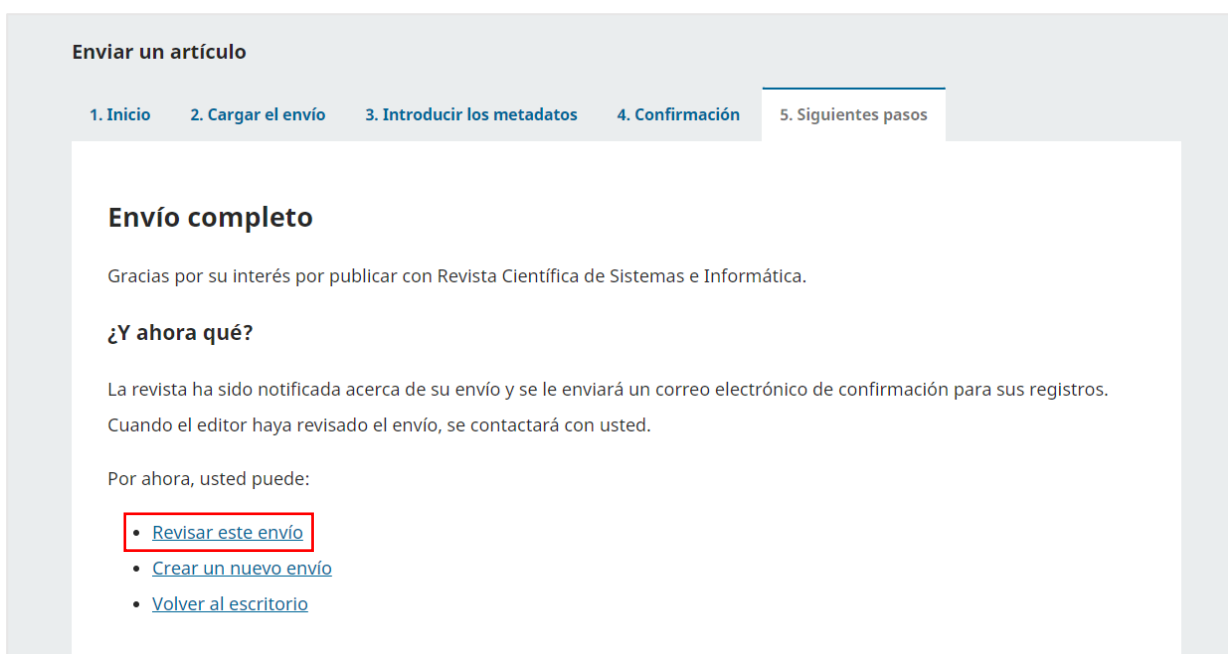 Enviar un artículo
1. Inicio 2. Cargar el envío 3. Introducir los metadatos 4. Confirmación 5. Siguientes pasos
Envío completo
Gracias por su interés por publicar con Revista Científica de Sistemas e Informática.
¿Y ahora qué?
La revista ha sido notificada acerca de su envío y se le enviará un correo electrónico de confirmación para sus registros.
Cuando el editor haya revisado el envío, se contactará con usted.
Por ahora, usted puede:
• Revisar este envío
• Crear un nuevo envío
• Volver al escritorio